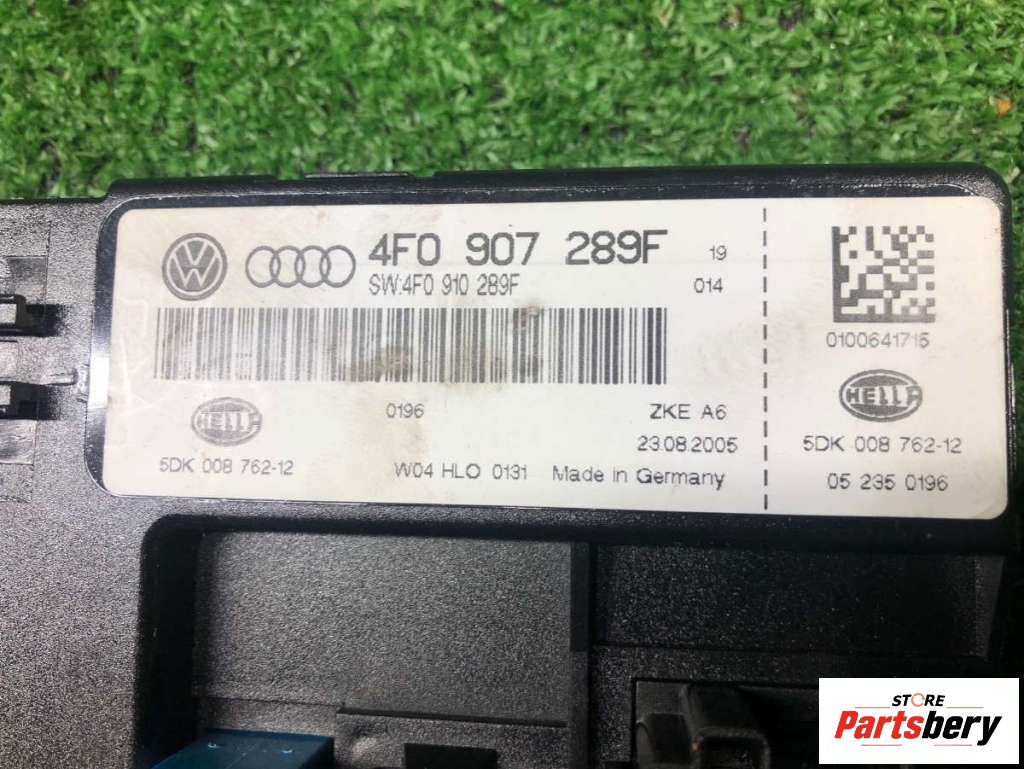 4F0 907 289F 19
SW:4F0 910 289F 014
0100641715
0196 ZKE A6
HELLA
HELLA
23.08.2005
5DK 008 762-12
W04 HLO 0131 Made in Germany
5DK 008 762-12
05 235 0196
STORE
Partsbery